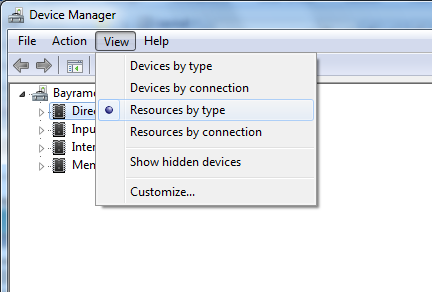 Device Manager
File Action View Help
Devices by type
Devices by connection
Resources by type
Resources by connection
Show hidden devices
Customize...